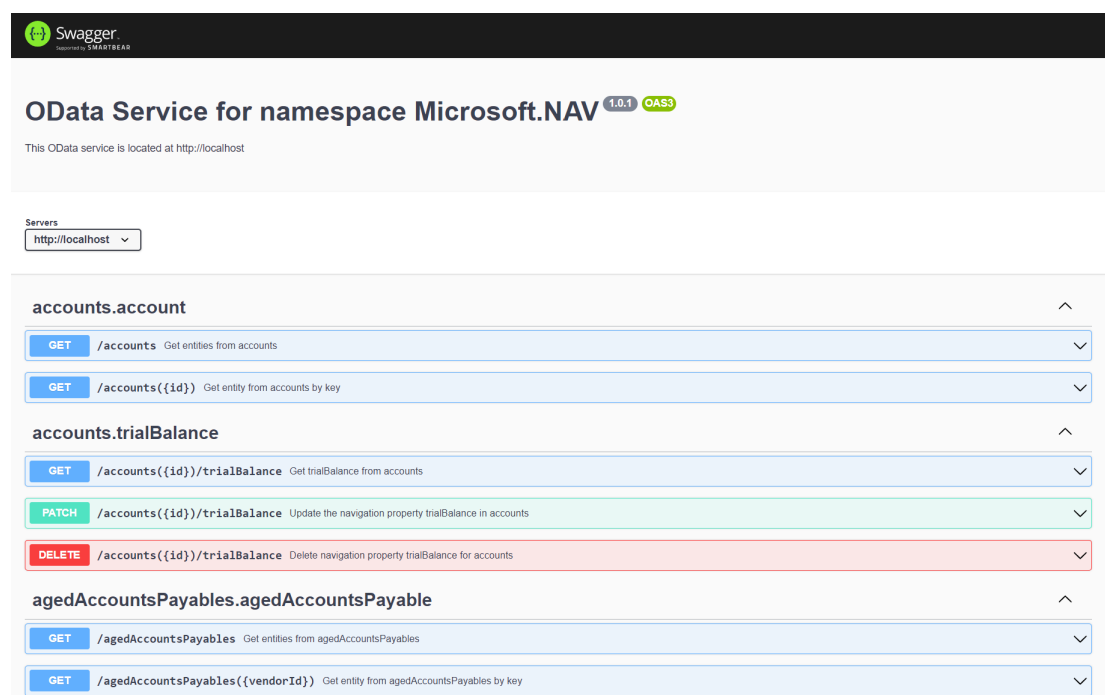 {··} Swagger.
Supported by SMARTBEAR
OData Service for namespace Microsoft.NAV 1.0.1 OAS3
This OData service is located at http://localhost
Servers
http://localhost
accounts.account
GET /accounts Get entities from accounts
GET /accounts({id}) Get entity from accounts by key
accounts.trialBalance
GET /accounts({id})/trialBalance Get trialBalance from accounts
PATCH /accounts({id})/trialBalance Update the navigation property trialBalance in accounts
DELETE /accounts({id})/trialBalance Delete navigation property trialBalance for accounts
agedAccountsPayables.agedAccountsPayable
GET /agedAccountsPayables Get entities from agedAccountsPayables
GET /agedAccountsPayables({vendorId}) Get entity from agedAccountsPayables by key